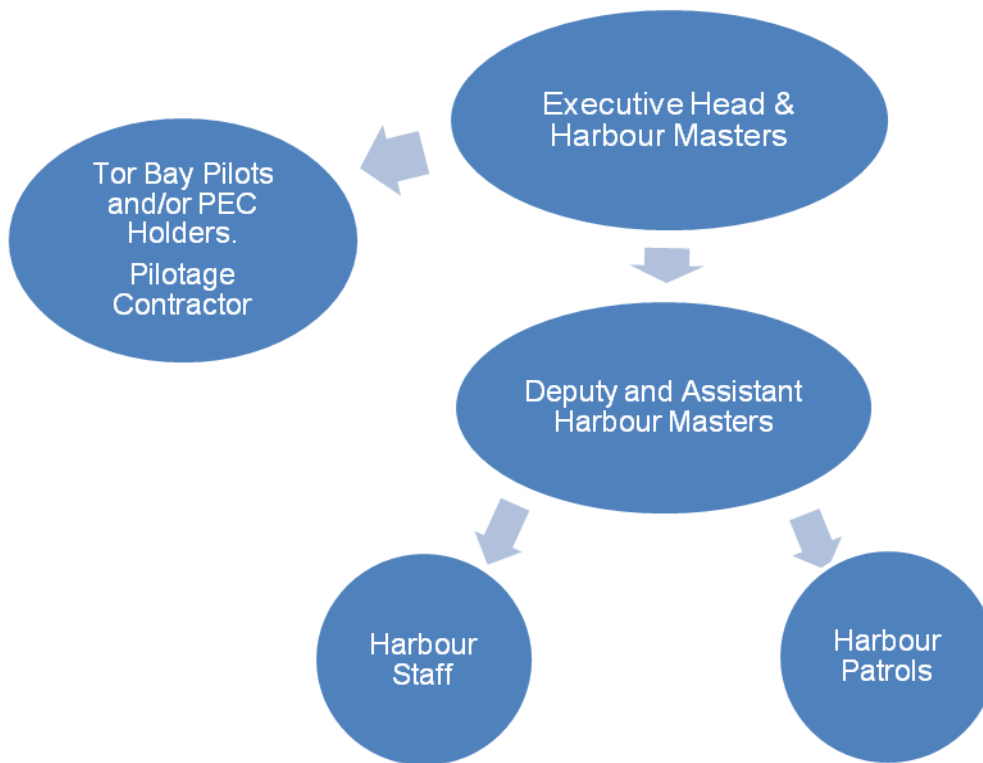 Executive Head &
Harbour Masters
Tor Bay Pilots
and/or PEC
Holders.
Pilotage
Contractor
Deputy and Assistant
Harbour Masters
Harbour
Staff
Harbour
Patrols